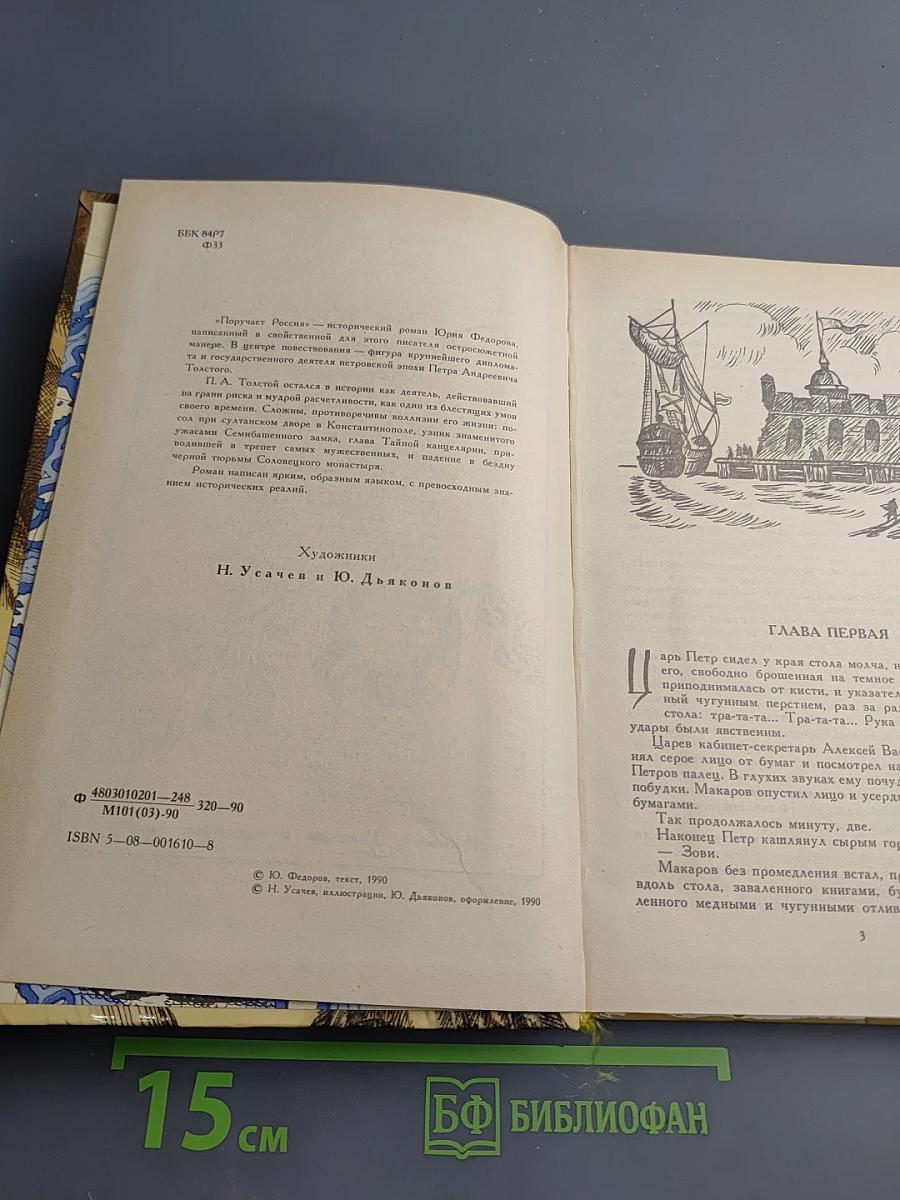 ББК 84Р7
Ф33
«Поручает Россия» — исторический роман Юрия Федорова,
написанный в свойственной для этого писателя остросюжетной
манере. В центре повествования — фигура крупнейшего диплома-
та и государственного деятеля петровской эпохи Петра Андреевича
Толстого.
П. А. Толстой остался в истории как деятель, действовавший
на грани риска и мудрой расчетливости, как один из блестящих умов
своего времени. Сложны, противоречивы коллизии его жизни: по-
сол при султанском дворе в Константинополе, узник знаменитого
ужасами Семибашенного замка, глава Тайной канцелярии, при-
водившей в трепет самых мужественных, и падение в бездну
черной тюрьмы Соловецкого монастыря.
Роман написан ярким, образным языком, с превосходным зна-
нием исторических реалий.
Художники
Н. Усачев и Ю. Дьяконов
Ф 4803010201—248 320—90
М101(03)-90
ISBN 5—08—001610—8
© Ю. Федоров, текст, 1990
© Н. Усачев, иллюстрации, Ю. Дьяконов, оформление, 1990
ГЛАВА ПЕРВАЯ
Царь Петр сидел у края стола молча, н
его, свободно брошенная на темное
приподнималась от кисти, и указател
ный чугунным перстнем, раз за раз
стола: тра-та-та... Тра-та-та... Рука
удары были явственны.
Царев кабинет-секретарь Алексей Вас
нял серое лицо от бумаг и посмотрел на
Петров палец. В глухих звуках ему почуд
побудки. Макаров опустил лицо и усерд
бумагами.
Так продолжалось минуту, две.
Наконец Петр кашлянул сырым гор
— Зови.
Макаров без промедления встал, пр
вдоль стола, заваленного книгами, бу
ленного медными и чугунными отлив
3
15 см
БФ БИБЛИОФАН